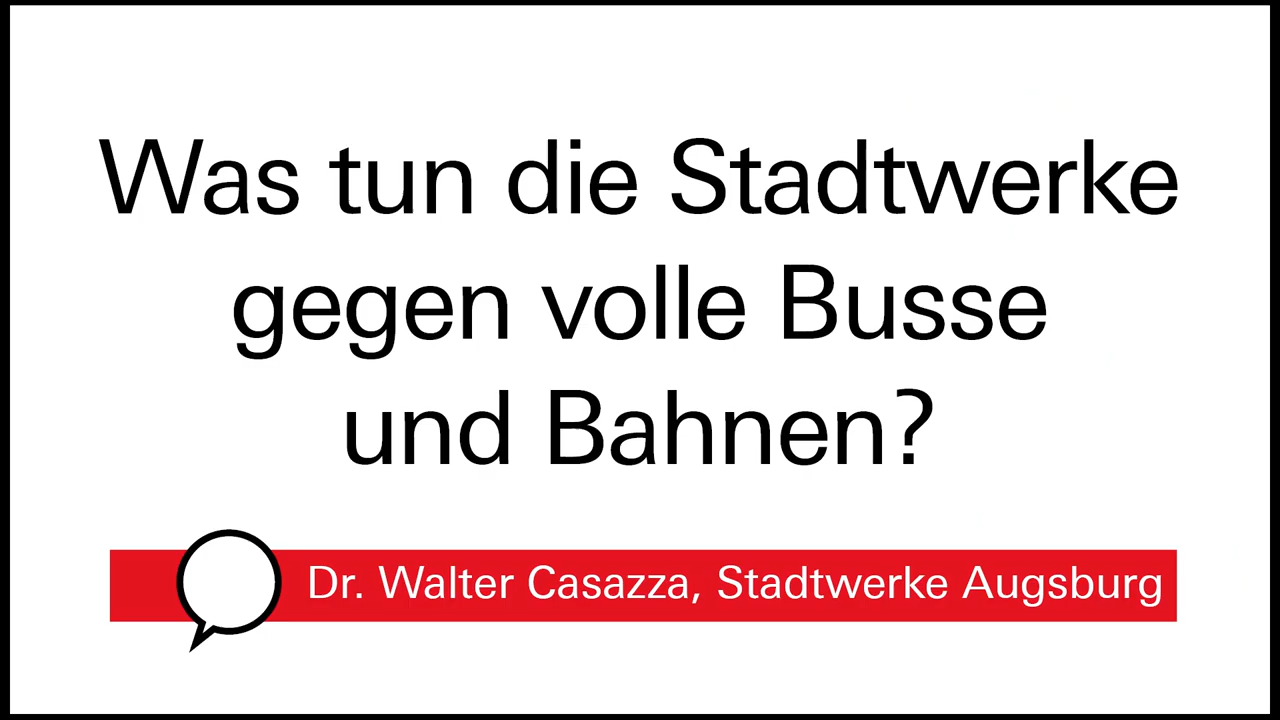 Was tun die Stadtwerke
gegen volle Busse
und Bahnen?
Dr. Walter Casazza, Stadtwerke Augsburg